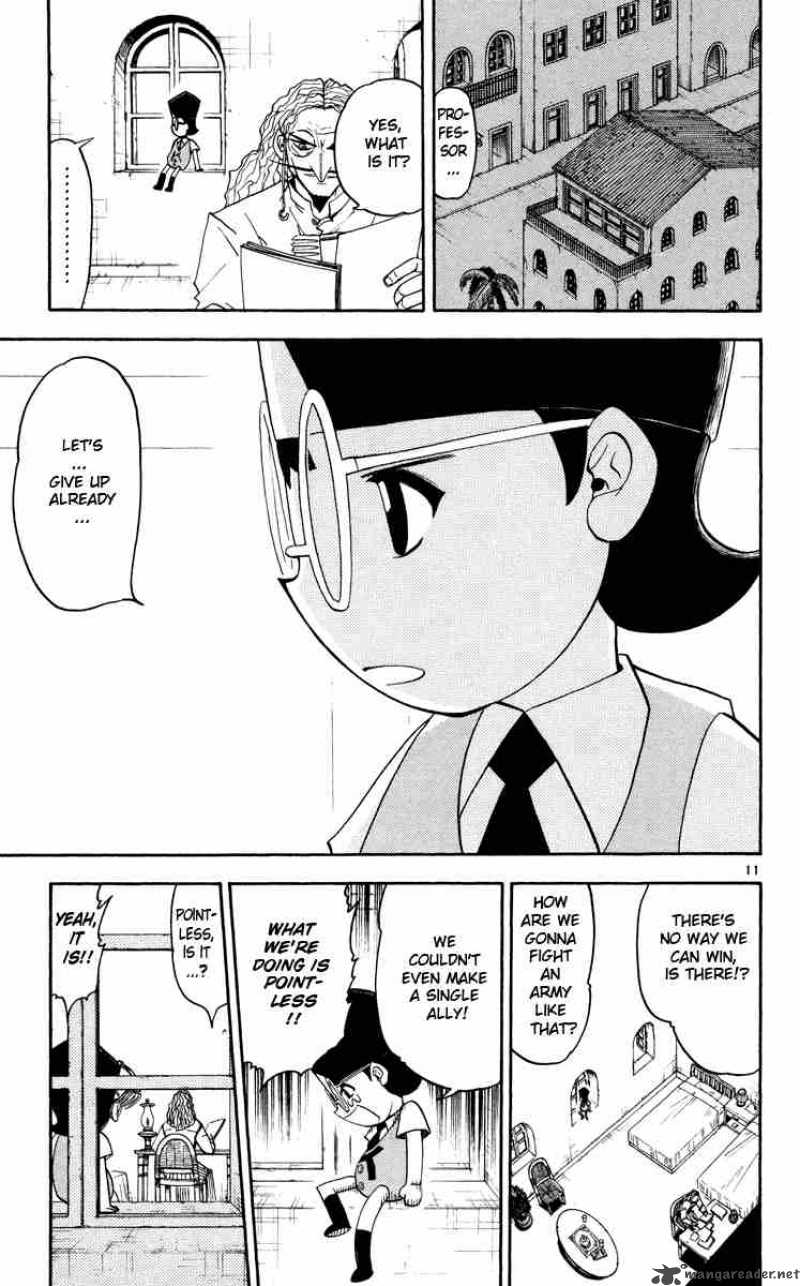 PRO-
FES-
SOR
...
YES,
WHAT
IS IT?
.........
LET'S
...
GIVE UP
ALREADY
...
11
THERE'S
NO WAY WE
CAN WIN,
IS THERE!?
HOW
ARE WE
GONNA
FIGHT
AN
ARMY
LIKE
THAT?
WE
COULDN'T
EVEN MAKE
A SINGLE
ALLY!
WHAT
WE'RE
DOING IS
POINT-
LESS
!!
POINT-
LESS,
IS IT
...?
YEAH,
IT
IS!!
mangareader.net